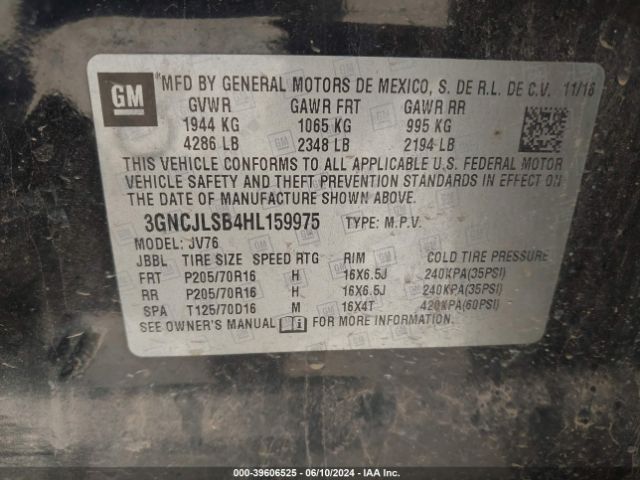 GM
*MFD BY GENERAL MOTORS DE MEXICO, S. DE R.L. DE C.V. 11/16
GVWR GAWR FRT GAWR RR
1944 KG 1065 KG 995 KG
4286 LB 2348 LB 2194 LB
THIS VEHICLE CONFORMS TO ALL APPLICABLE U.S. FEDERAL MOTOR
VEHICLE SAFETY AND THEFT PREVENTION STANDARDS IN EFFECT ON
THE DATE OF MANUFACTURE SHOWN ABOVE.
3GNCJLSB4HL159975 TYPE: M.P.V.
MODEL: JV76
JBBL TIRE SIZE SPEED RTG RIM COLD TIRE PRESSURE
FRT P205/70R16 H 16X6.5J 240KPA(35PSI)
RR P205/70R16 H 16X6.5J 240KPA(35PSI)
SPA T125/70D16 M 16X4T 420KPA(60PSI)
SEE OWNER'S MANUAL FOR MORE INFORMATION
000-39606525 - 06/10/2024 - IAA Inc.